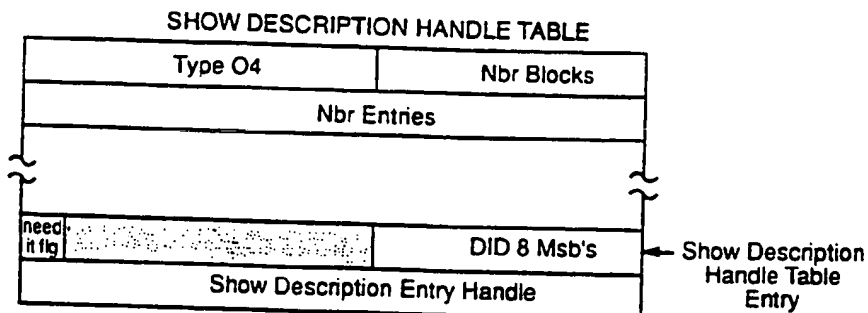 SHOW DESCRIPTION HANDLE TABLE
Type O4 Nbr Blocks
Nbr Entries
need
it flg
DID 8 Msb's
Show Description Entry Handle
Show Description
Handle Table
Entry